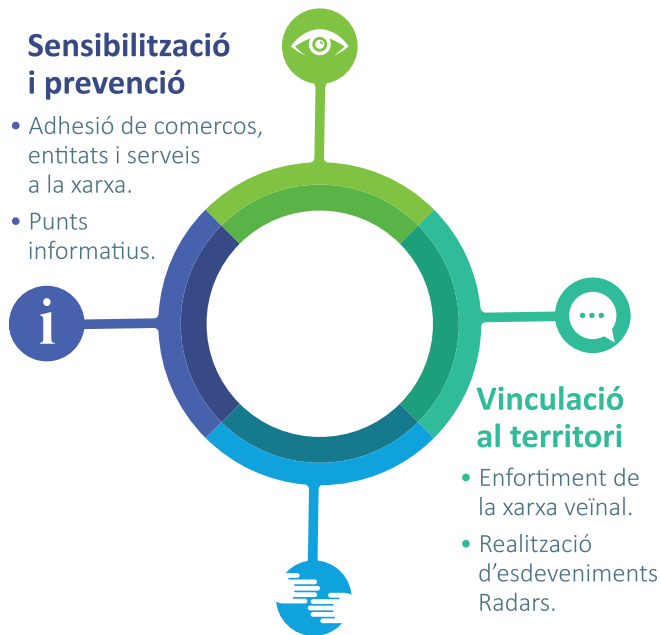 Sensibilització
i prevenció
• Adhesió de comercos,
entitats i serveis
a la xarxa.
• Punts
informatius.
i
Vinculació
al territori
• Enfortiment de
la xarxa veïnal.
• Realització
d'esdeveniments
Radars.